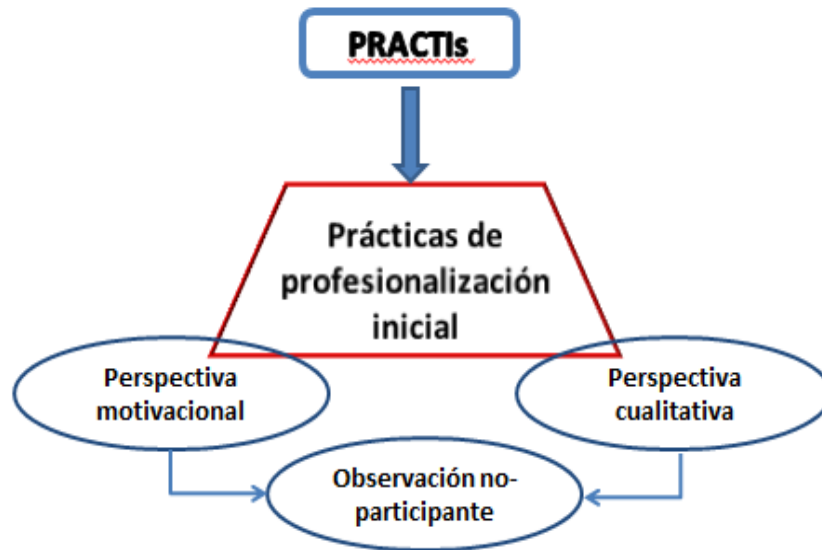 PRACTIs
Prácticas de
profesionalización
inicial
Perspectiva
motivacional
Perspectiva
cualitativa
Observación no-
participante